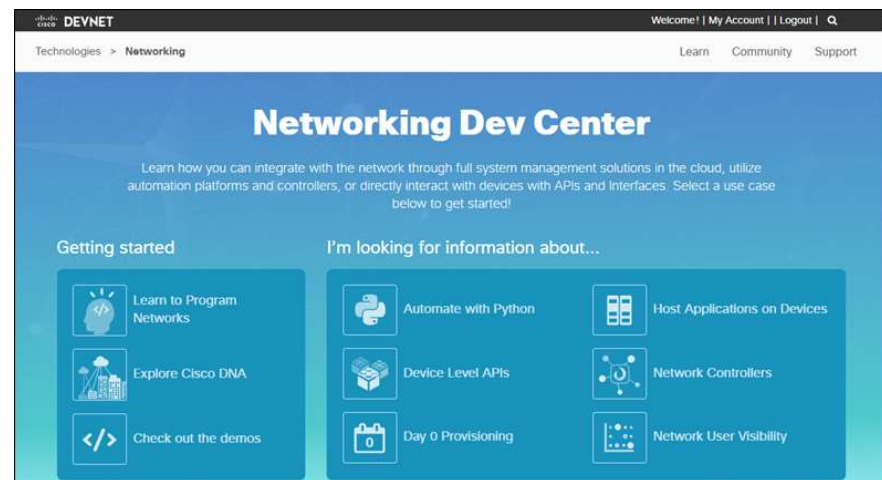 cisco DEVNET
Welcome! | My Account | | Logout |
Technologies > Networking
Learn Community Support
Networking Dev Center
Learn how you can integrate with the network through full system management solutions in the cloud, utilize
automation platforms and controllers, or directly interact with devices with APIs and Interfaces. Select a use case
below to get started!
Getting started
Learn to Program
Networks
Explore Cisco DNA
</>
Check out the demos
I'm looking for information about...
Automate with Python
Host Applications on Devices
Device Level APIs
Network Controllers
0
Day 0 Provisioning
Network User Visibility